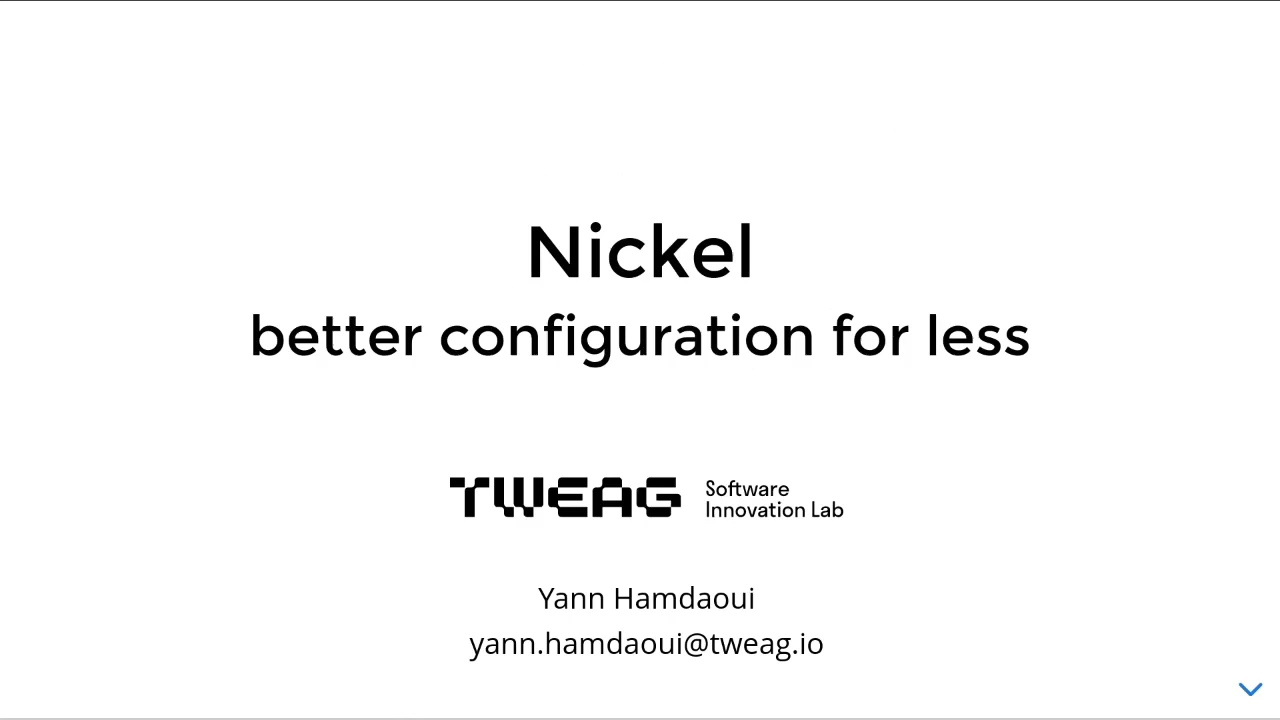 Nickel
better configuration for less
TWEAG Software
Innovation Lab
Yann Hamdaoui
yann.hamdaoui@tweag.io